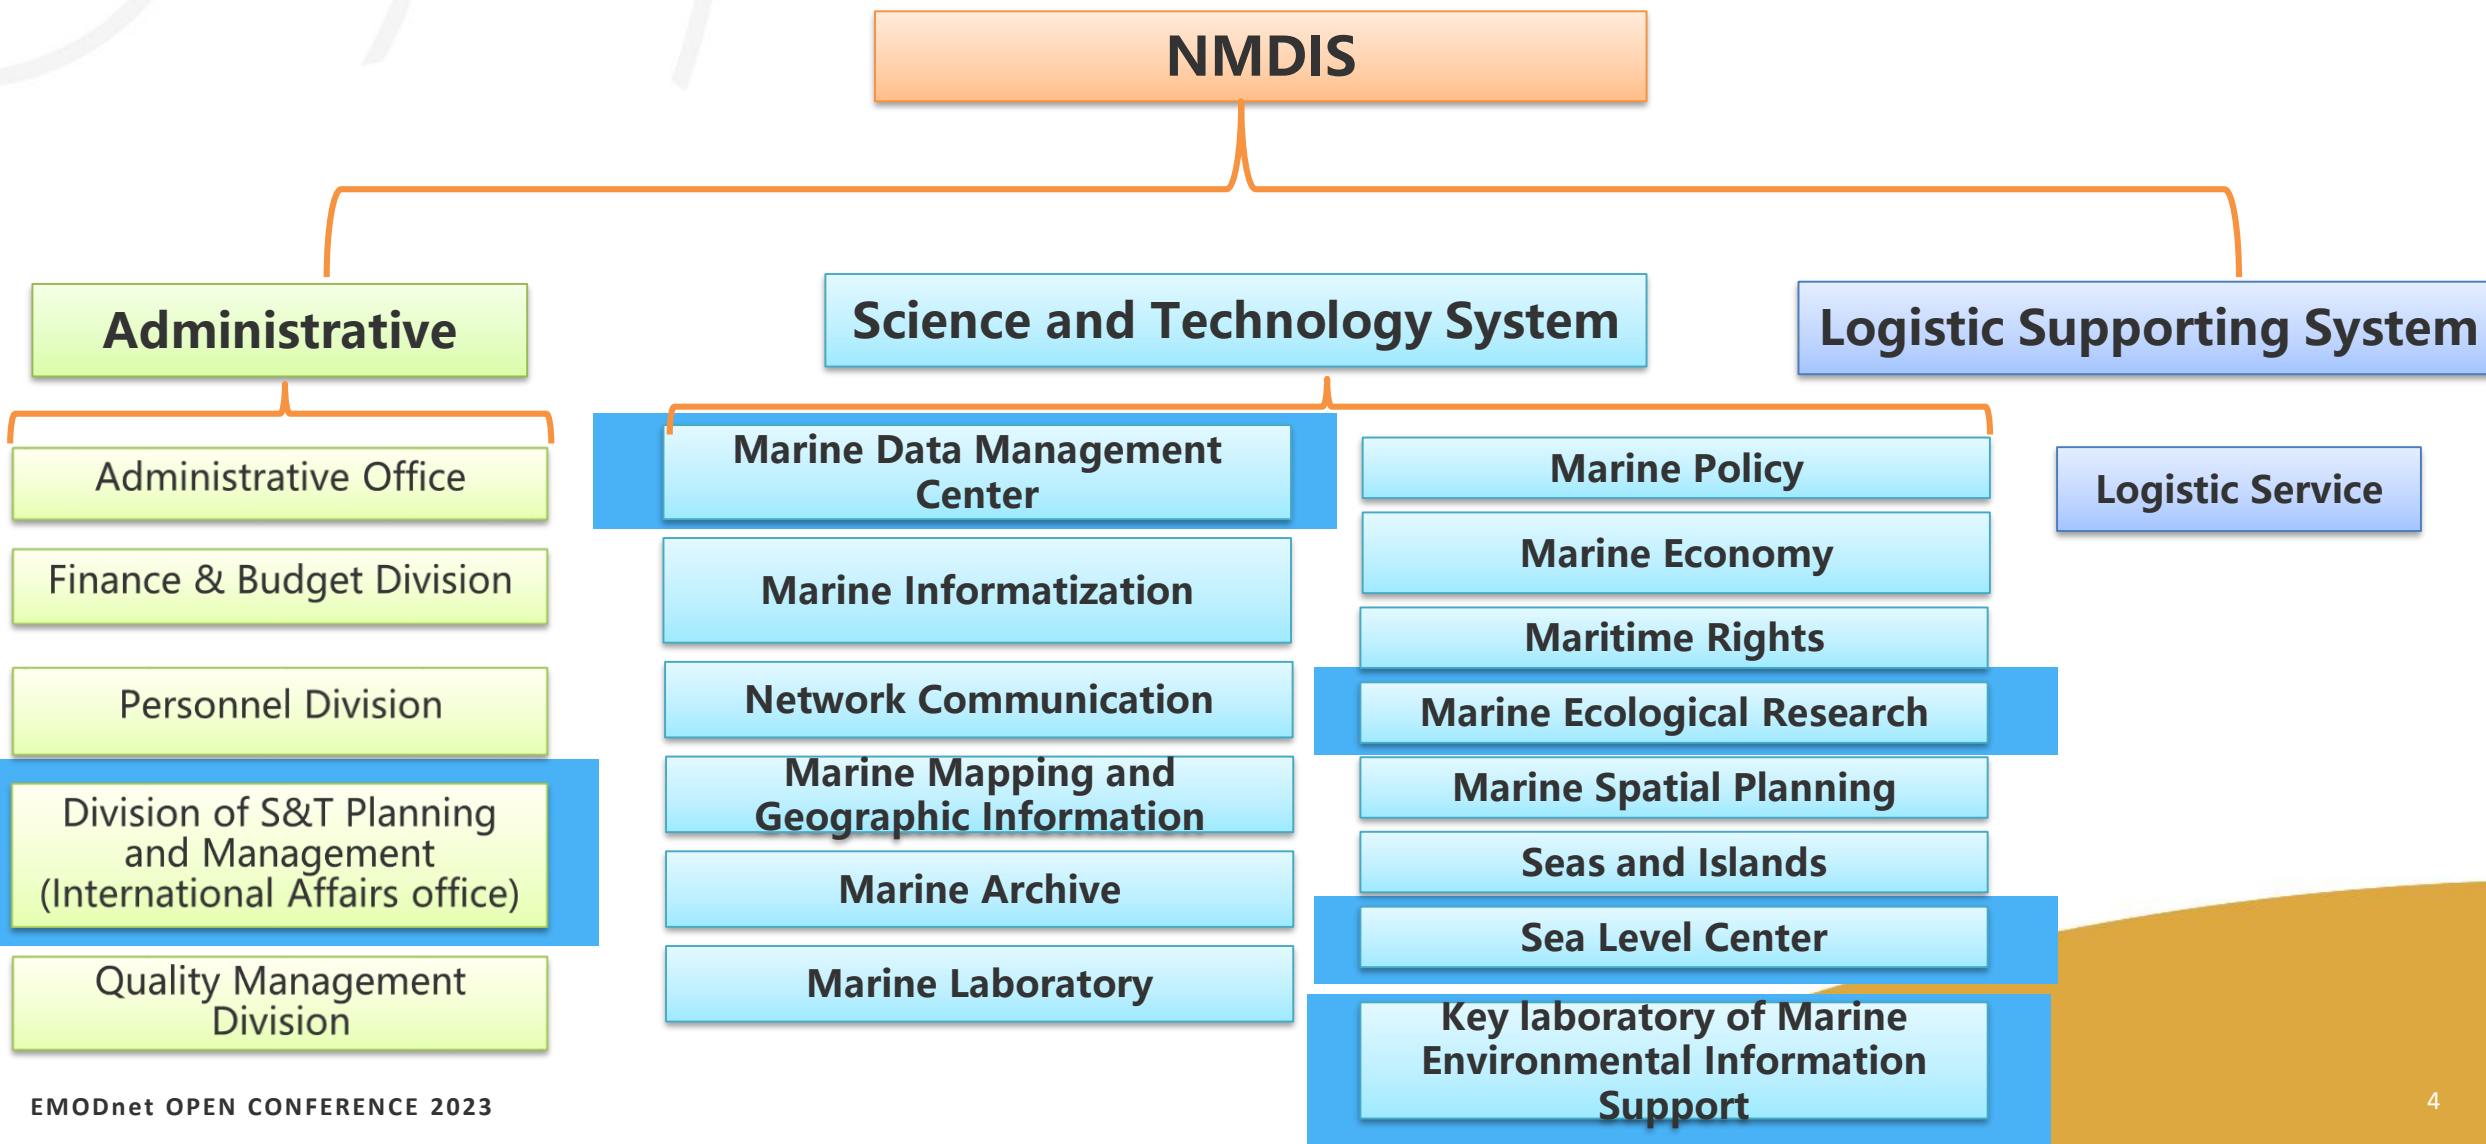 NMDIS
Administrative
Science and Technology System
Logistic Supporting System
Administrative Office
Finance & Budget Division
Personnel Division
Division of S&T Planning
and Management
(International Affairs office)
Quality Management
Division
Marine Data Management
Center
Marine Informatization
Network Communication
Marine Mapping and
Geographic Information
Marine Archive
Marine Laboratory
Marine Policy
Marine Economy
Maritime Rights
Marine Ecological Research
Marine Spatial Planning
Seas and Islands
Sea Level Center
Key laboratory of Marine
Environmental Information
Support
Logistic Service
EMODnet OPEN CONFERENCE 2023
4